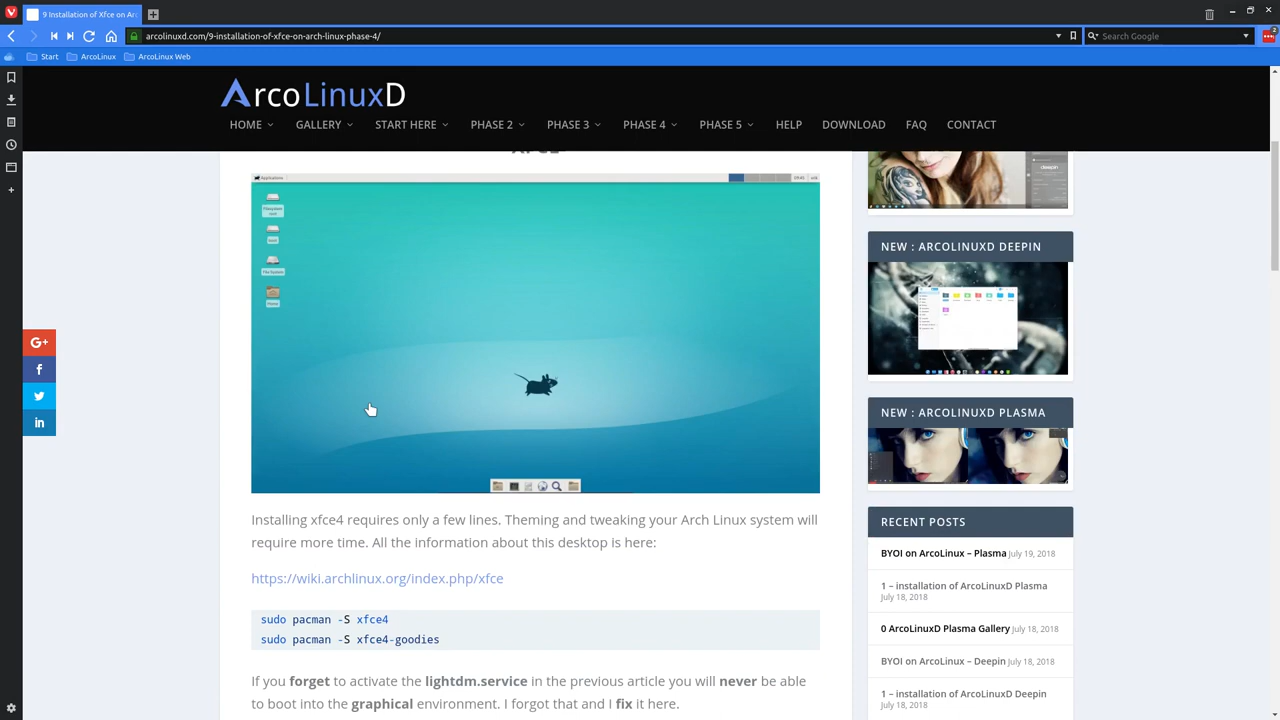 9 Installation of Xfce on Arc
arcolinuxd.com/9-installation-of-xfce-on-arch-linux-phase-4/
Search Google
2
Start
ArcoLinux
ArcoLinux Web
ArcoLinuxD
HOME
GALLERY
START HERE
PHASE 2
PHASE 3
PHASE 4
PHASE 5
HELP
DOWNLOAD
FAQ
CONTACT
Applications
File System
Home
Installing xfce4 requires only a few lines. Theming and tweaking your Arch Linux system will
require more time. All the information about this desktop is here:
https://wiki.archlinux.org/index.php/xfce
sudo pacman -S xfce4
sudo pacman -S xfce4-goodies
If you forget to activate the lightdm.service in the previous article you will never be able
to boot into the graphical environment. I forgot that and I fix it here.
deepin
NEW : ARCOLINUXD DEEPIN
NEW : ARCOLINUXD PLASMA
RECENT POSTS
BYOI on ArcoLinux – Plasma July 19, 2018
1 – installation of ArcoLinuxD Plasma
July 18, 2018
0 ArcoLinuxD Plasma Gallery July 18, 2018
BYOI on ArcoLinux – Deepin July 18, 2018
1 – installation of ArcoLinuxD Deepin
July 18, 2018
G+
f
in